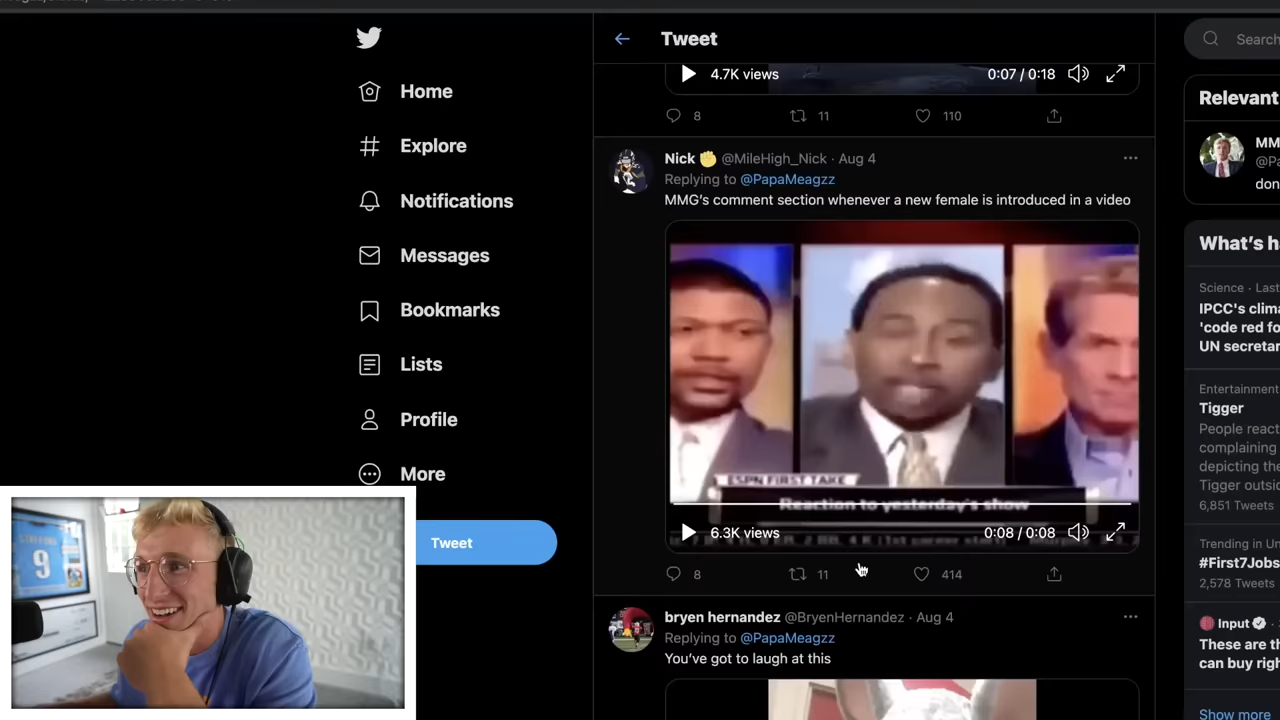 Tweet
Home
Explore
Notifications
Messages
Bookmarks
Lists
Profile
More
Tweet
4.7K views
0:07 / 0:18
8
11
110
Nick @MileHigh_Nick · Aug 4
Replying to @PapaMeagzz
MMG's comment section whenever a new female is introduced in a video
ESPN FIRST TAKE
Reaction to yesterday's show
6.3K views
0:08 / 0:08
8
11
414
bryen hernandez @BryenHernandez · Aug 4
Replying to @PapaMeagzz
You've got to laugh at this
STAFFORD
9
Search
Relevant
MM
@Pa
don
What's h
Science · Last
IPCC's clima
'code red fo
UN secretar
Entertainment
Tigger
People react
complaining
depicting the
Tigger outsid
6,851 Tweets
Trending in Un
#First7Jobs
2,578 Tweets
Input
These are th
can buy righ
Show more